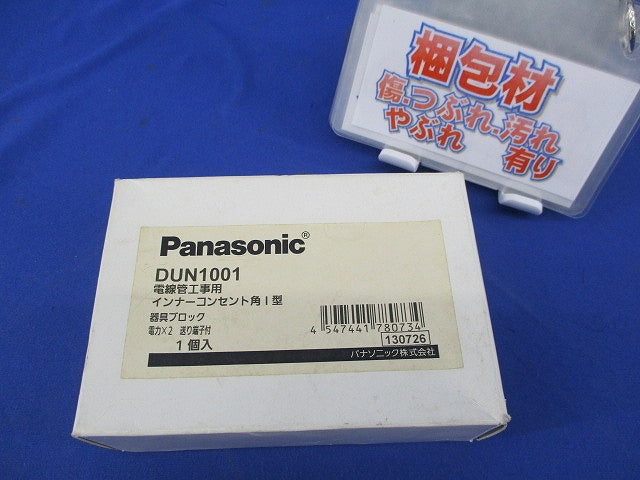 梱包材
傷.つぶれ.汚れ
やぶれ 有り
Panasonic®
DUN1001
電線管工事用
インナーコンセント角I型
器具ブロック
電力×2 送り端子付
1個入
4 547441 780734
130726
パナソニック株式会社